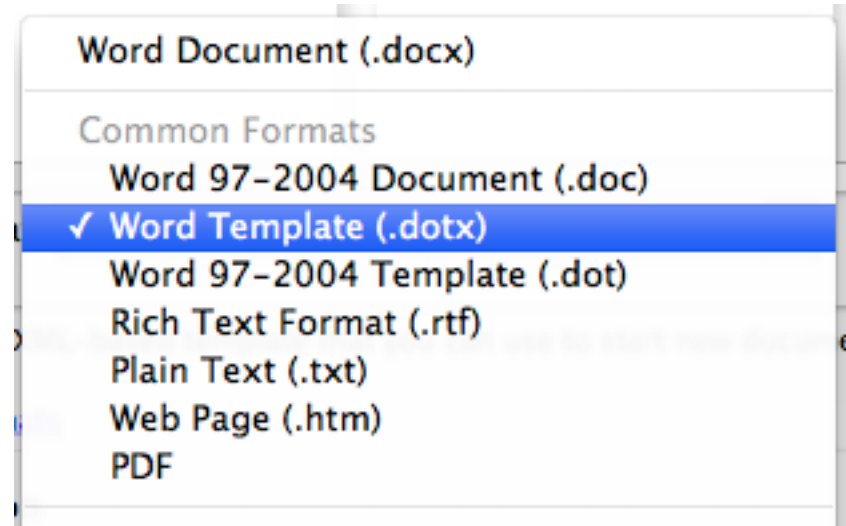 Word Document (.docx)
Common Formats
Word 97-2004 Document (.doc)
✓ Word Template (.dotx)
Word 97-2004 Template (.dot)
Rich Text Format (.rtf)
Plain Text (.txt)
Web Page (.htm)
PDF